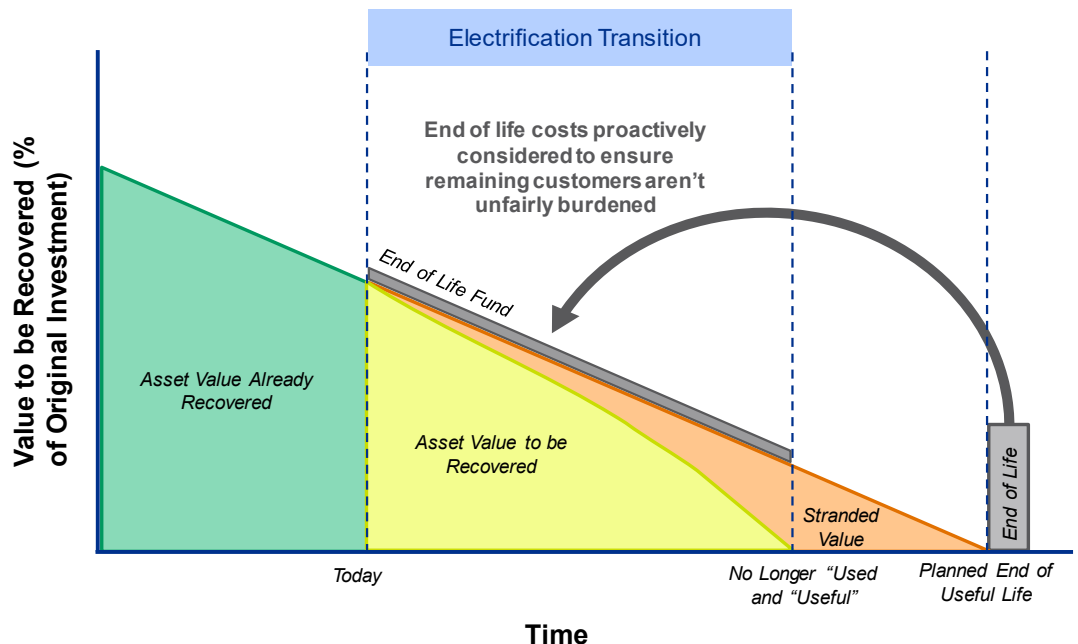 Electrification Transition
End of life costs proactively
considered to ensure
remaining customers aren't
unfairly burdened
Value to be Recovered (%
of Original Investment)
End of Life Fund
Asset Value Already
Recovered
Asset Value to be
Recovered
Stranded
Value
End of Life
Today
No Longer “Used
and “Useful”
Planned End of
Useful Life
Time